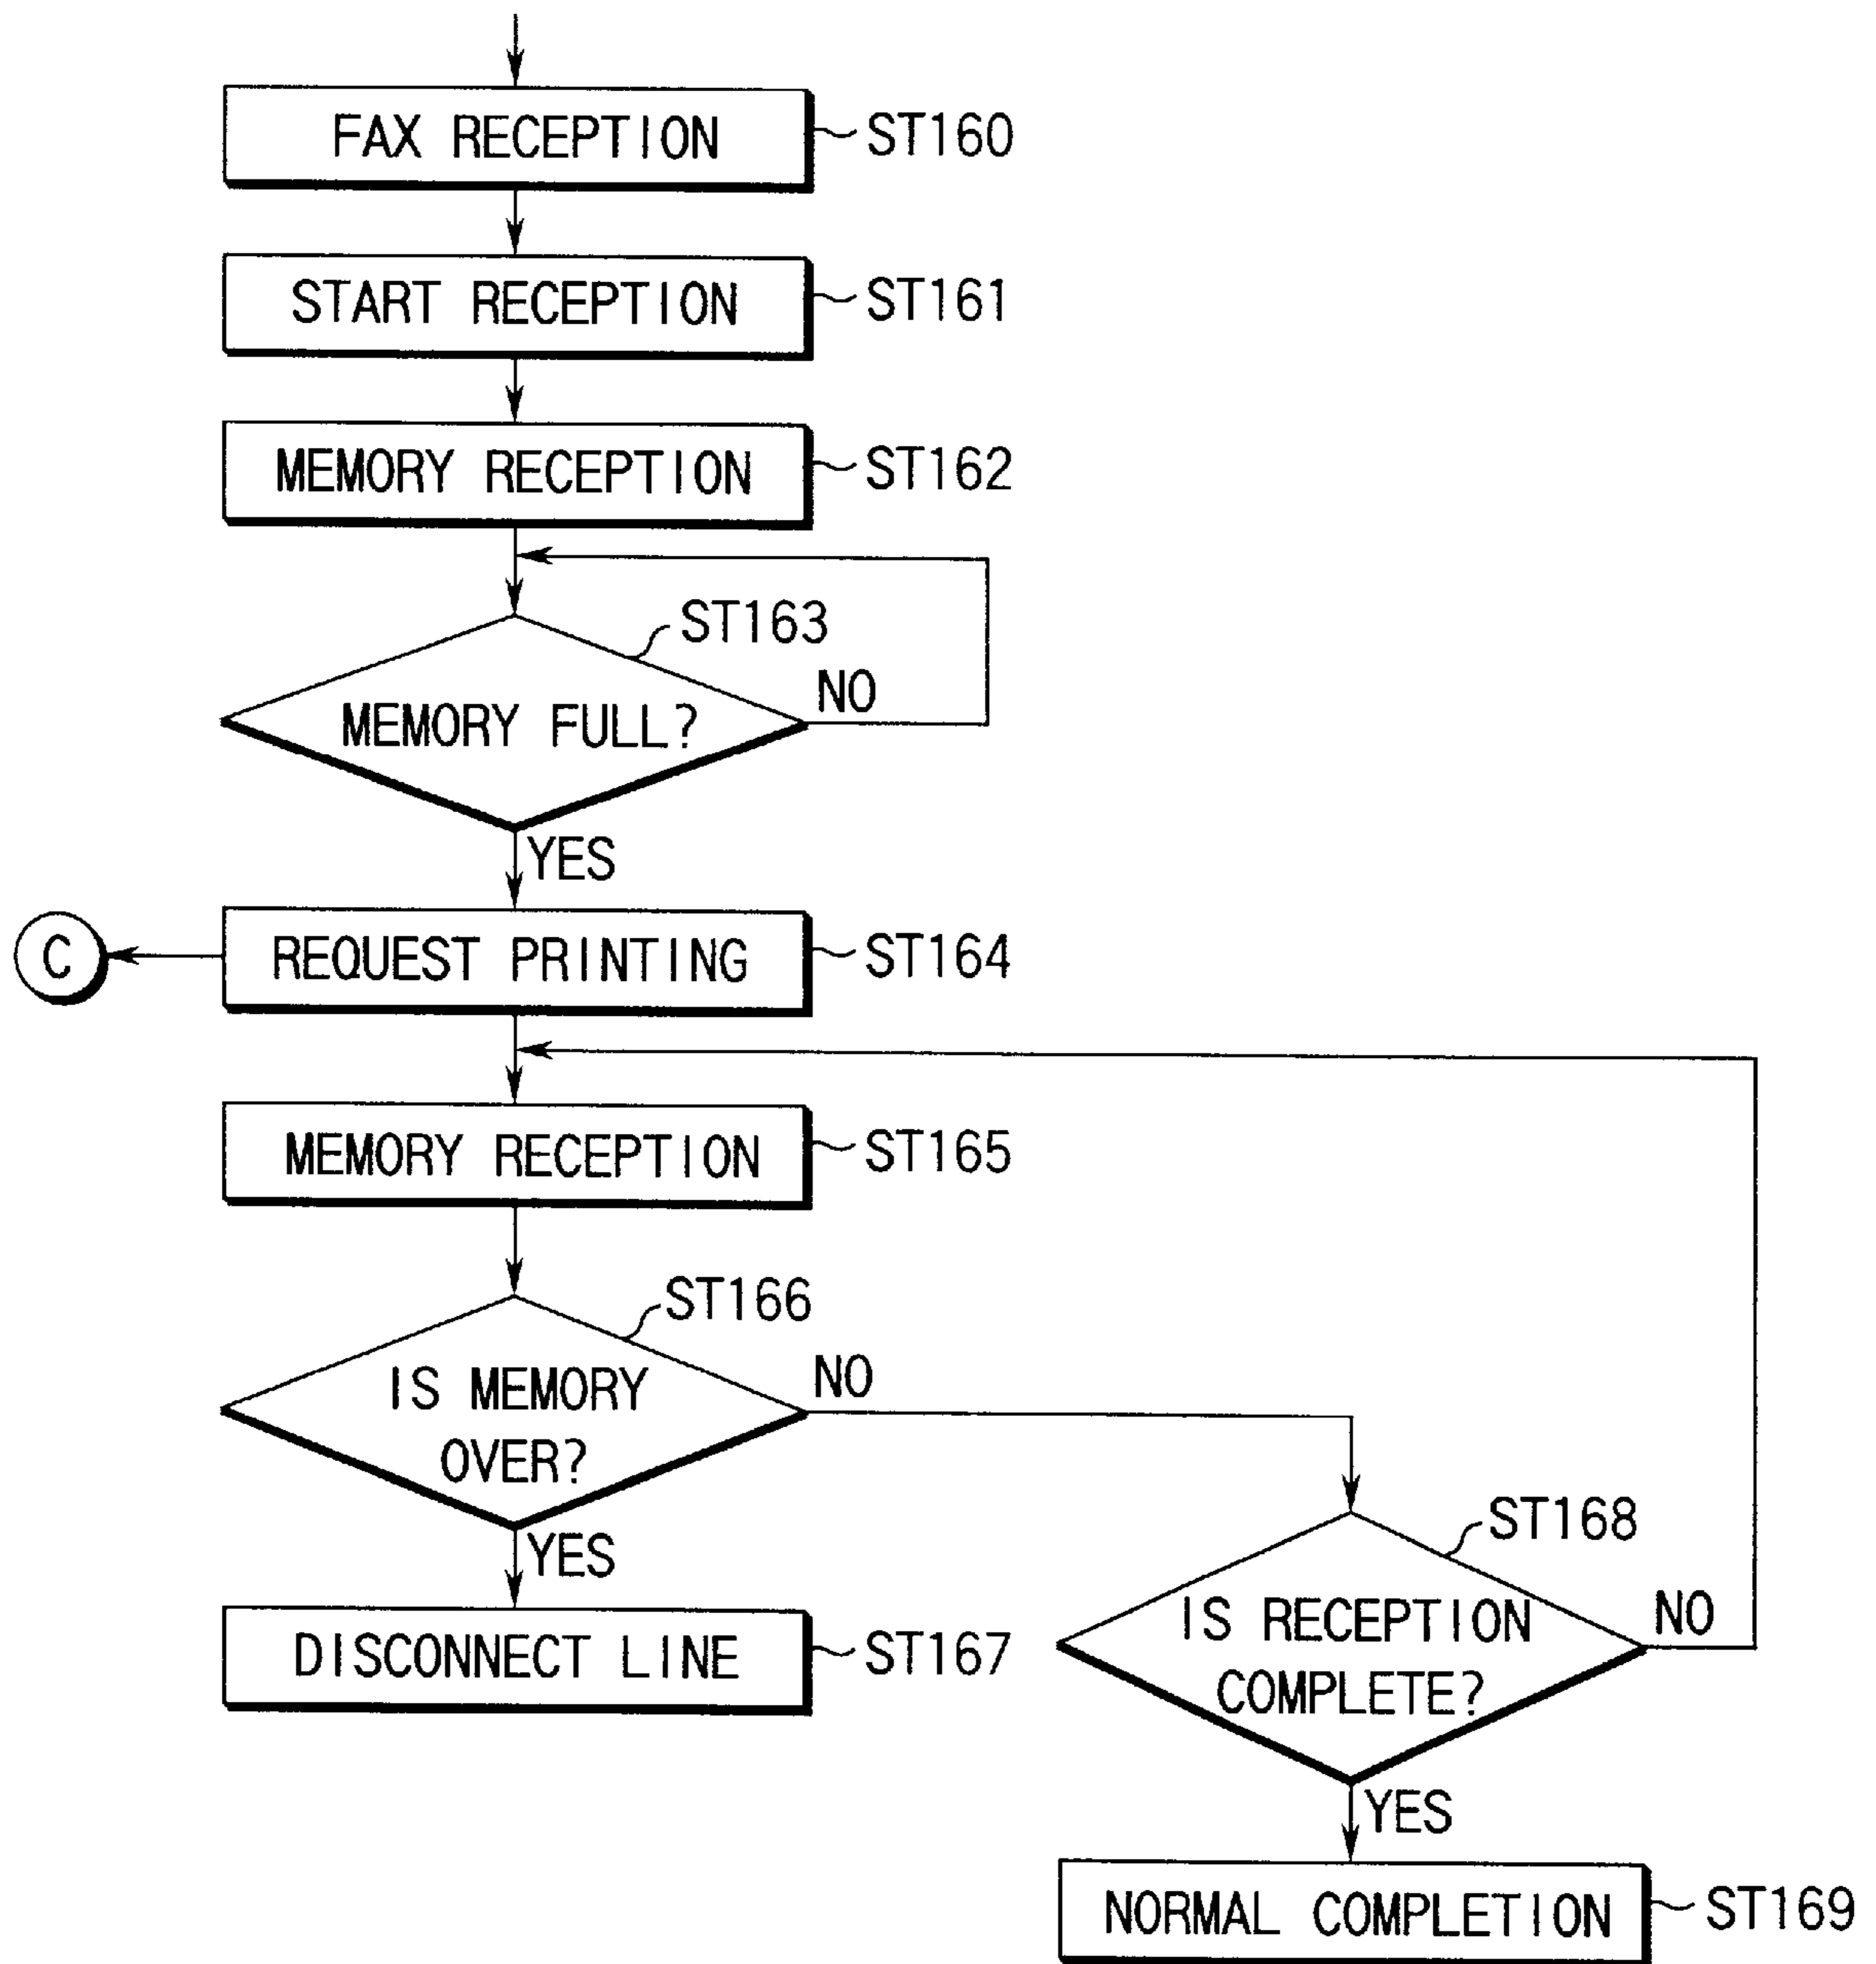 FAX RECEPTION
ST160
START RECEPTION
ST161
MEMORY RECEPTION
ST162
ST163
MEMORY FULL?
NO
YES
C
REQUEST PRINTING
ST164
MEMORY RECEPTION
ST165
ST166
IS MEMORY
OVER?
NO
YES
DISCONNECT LINE
ST167
ST168
IS RECEPTION
COMPLETE?
NO
YES
NORMAL COMPLETION
ST169